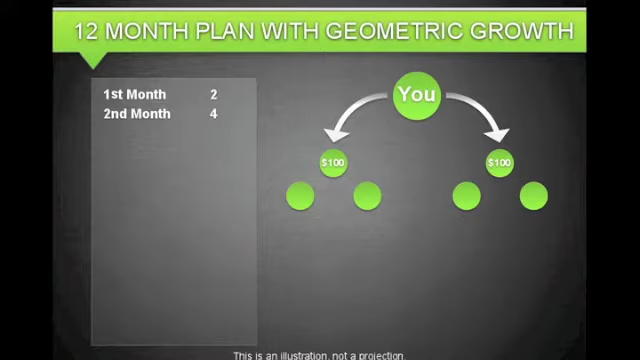 12 MONTH PLAN WITH GEOMETRIC GROWTH
1st Month 2
2nd Month 4
You
$100 $100
This is an illustration, not a projection.